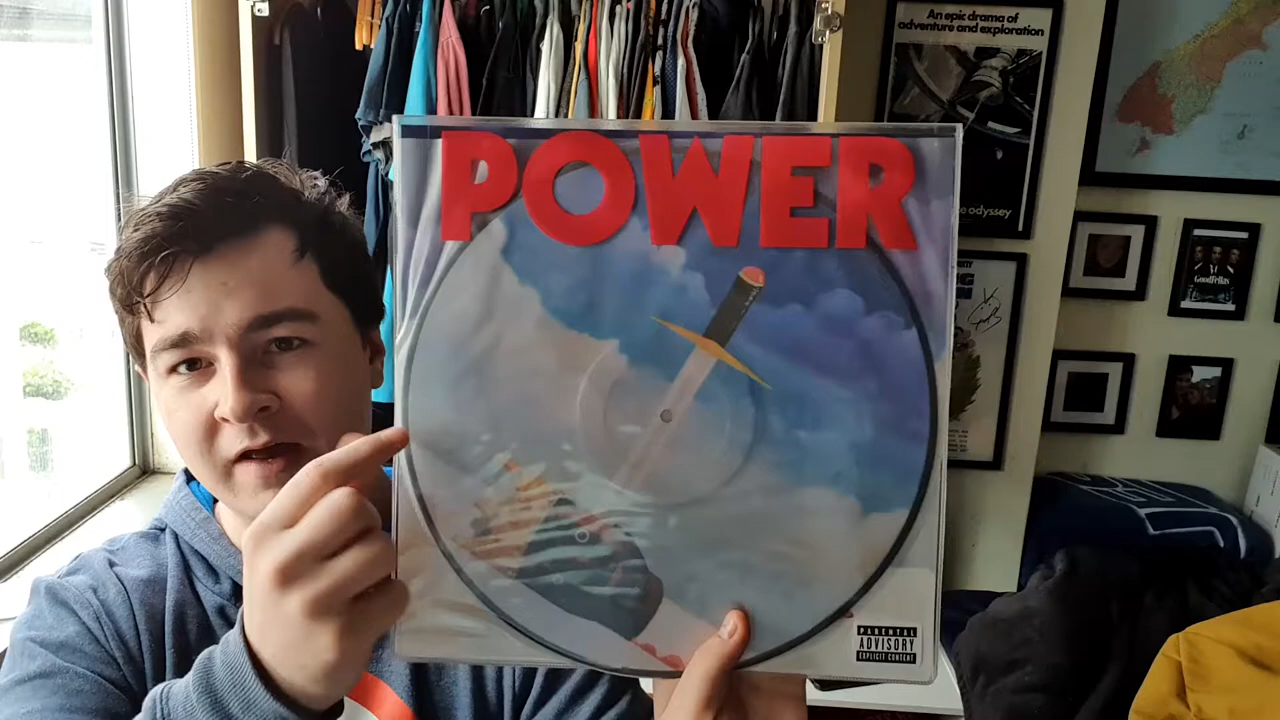 An epic drama of
adventure and exploration
POWER
e odyssey
GoodFellas
PARENTAL
ADVISORY
EXPLICIT CONTENT